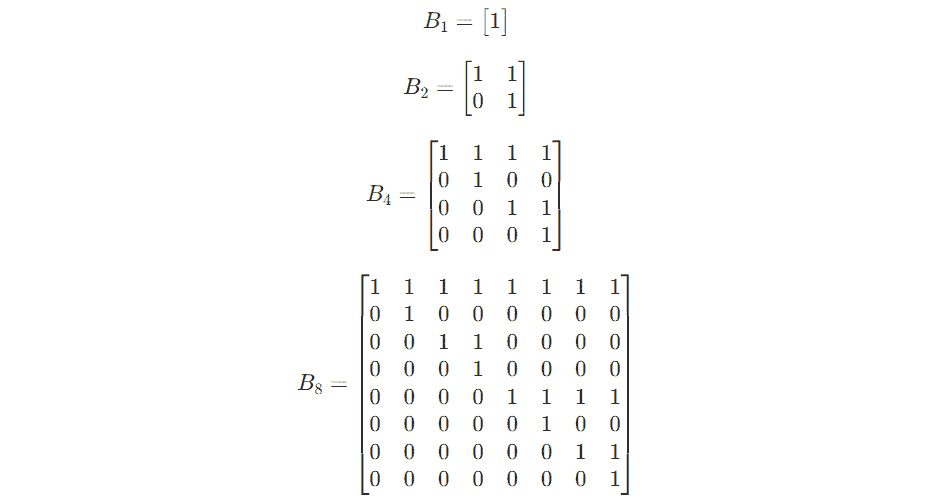 B₁ = [1]
B₂ = [1 1
0 1]
B₄ = [1 1 1 1
0 1 0 0
0 0 1 1
0 0 0 1]
B₈ = [1 1 1 1 1 1 1 1
0 1 0 0 0 0 0 0
0 0 1 1 0 0 0 0
0 0 0 1 0 0 0 0
0 0 0 0 1 1 1 1
0 0 0 0 0 1 0 0
0 0 0 0 0 0 1 1
0 0 0 0 0 0 0 1]